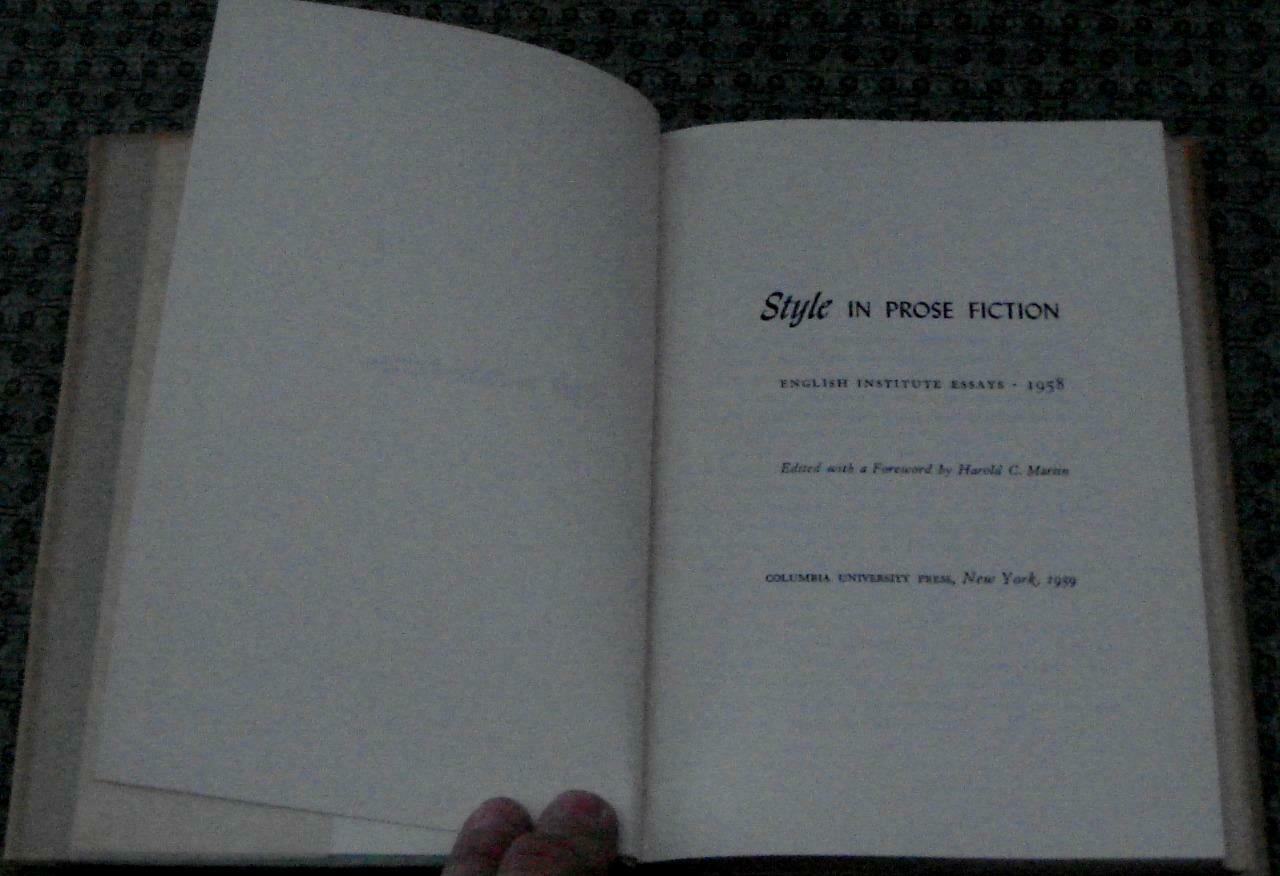 Style IN PROSE FICTION
ENGLISH INSTITUTE ESSAYS · 1958
Edited with a Foreword by Harold C. Martin
COLUMBIA UNIVERSITY PRESS, New York, 1959